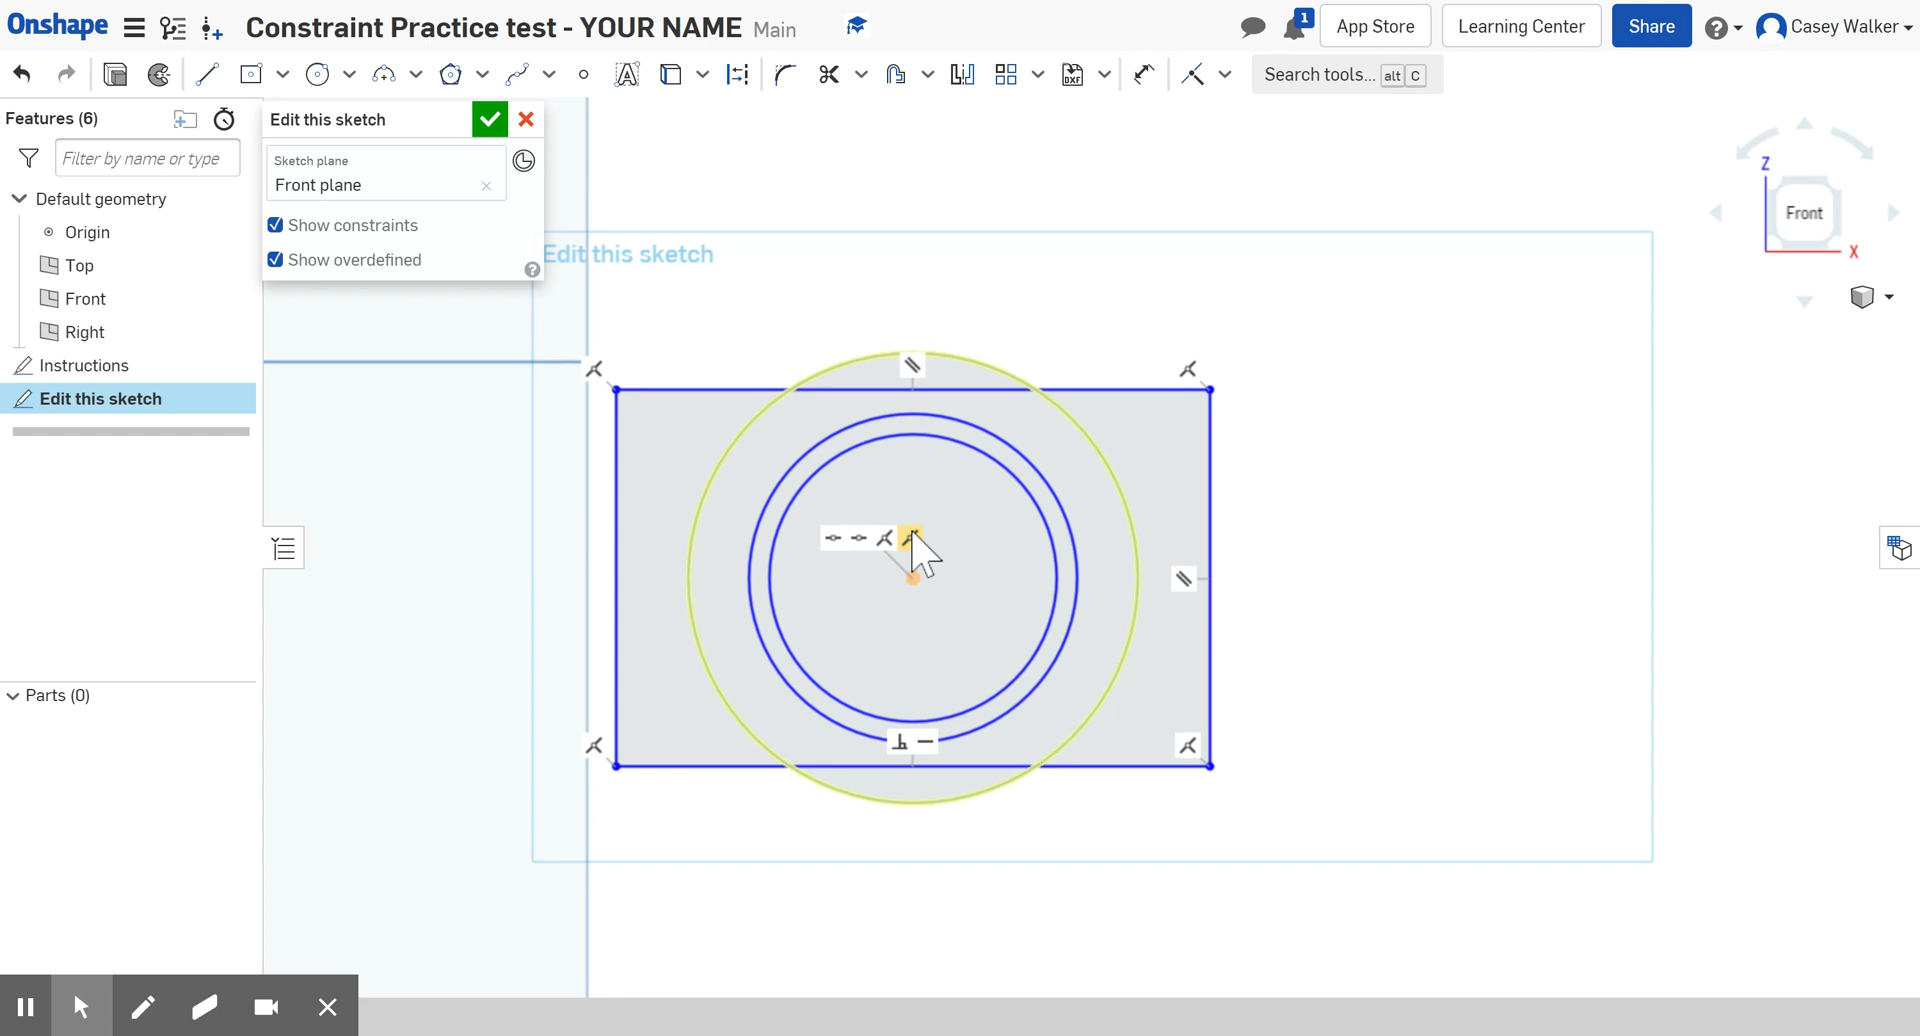 Onshape
Constraint Practice test - YOUR NAME Main
1
App Store
Learning Center
Share
?
Casey Walker
Search tools... alt C
DXF
Features (6)
Filter by name or type
Default geometry
Origin
Top
Front
Right
Instructions
Edit this sketch
Parts (0)
Edit this sketch
Sketch plane
Front plane
Show constraints
Show overdefined
?
Edit this sketch
Z
Front
X